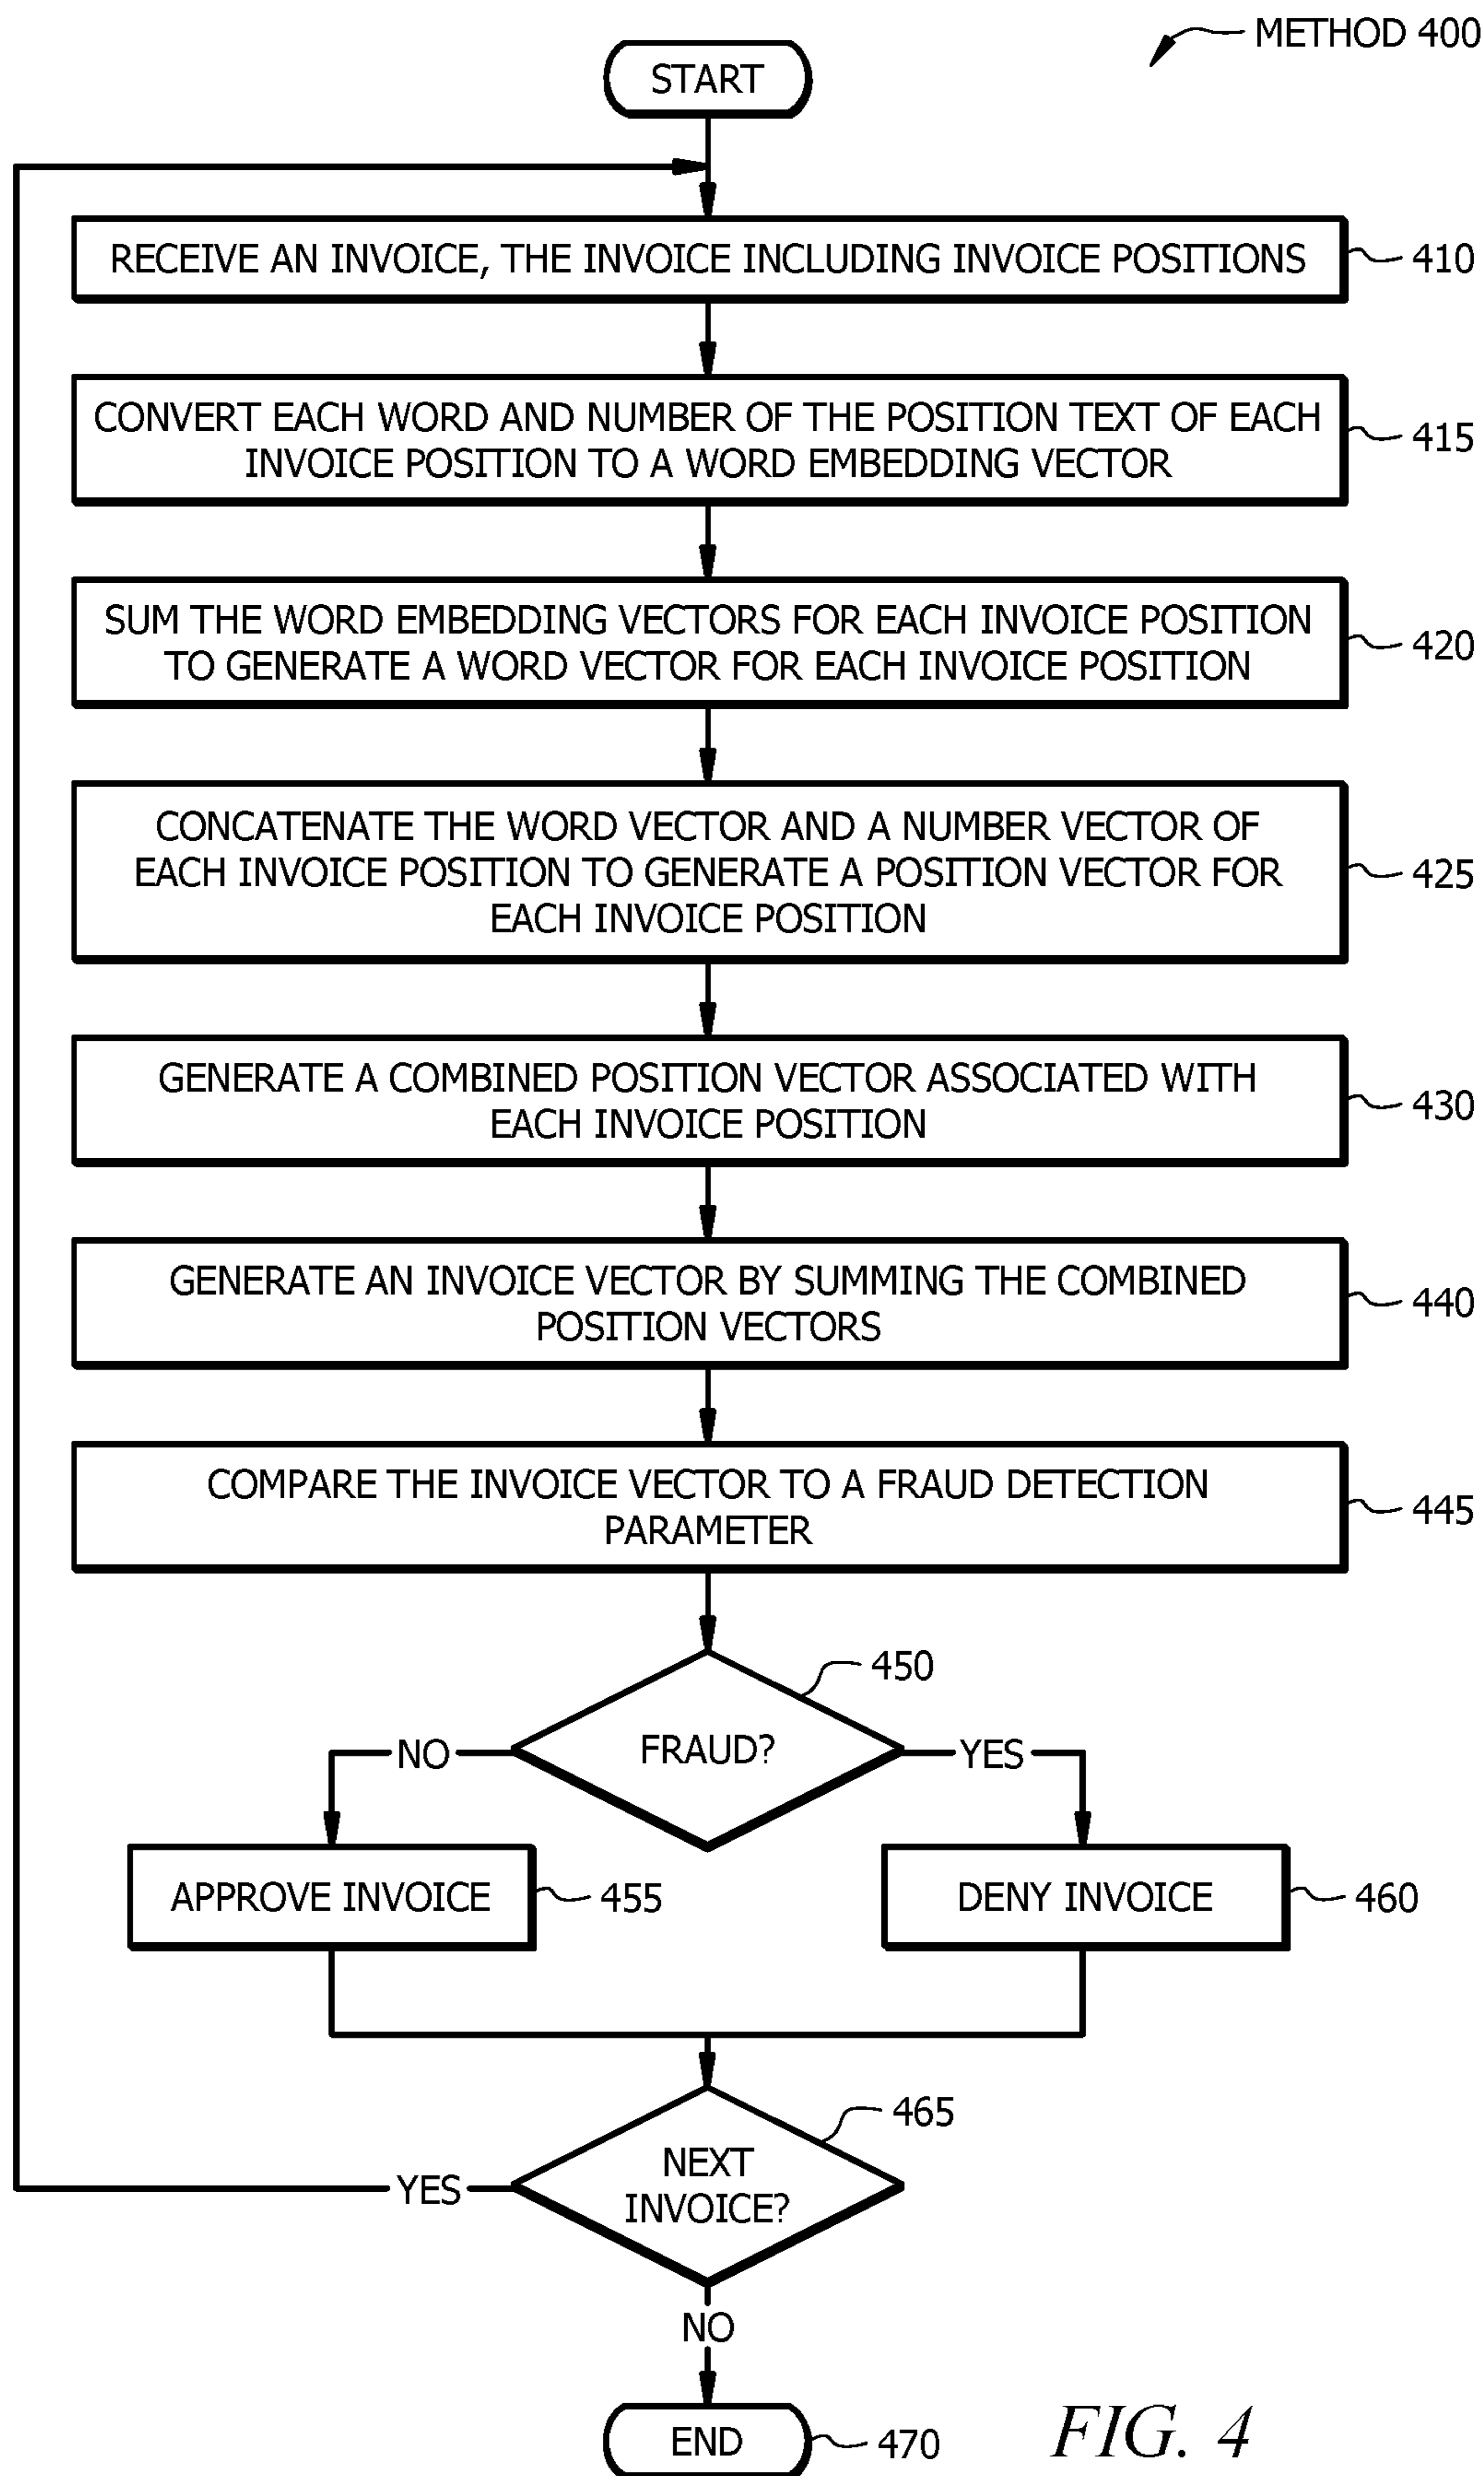 METHOD 400
START
RECEIVE AN INVOICE, THE INVOICE INCLUDING INVOICE POSITIONS
410
CONVERT EACH WORD AND NUMBER OF THE POSITION TEXT OF EACH
INVOICE POSITION TO A WORD EMBEDDING VECTOR
415
SUM THE WORD EMBEDDING VECTORS FOR EACH INVOICE POSITION
TO GENERATE A WORD VECTOR FOR EACH INVOICE POSITION
420
CONCATENATE THE WORD VECTOR AND A NUMBER VECTOR OF
EACH INVOICE POSITION TO GENERATE A POSITION VECTOR FOR
EACH INVOICE POSITION
425
GENERATE A COMBINED POSITION VECTOR ASSOCIATED WITH
EACH INVOICE POSITION
430
GENERATE AN INVOICE VECTOR BY SUMMING THE COMBINED
POSITION VECTORS
440
COMPARE THE INVOICE VECTOR TO A FRAUD DETECTION
PARAMETER
445
450
NO
FRAUD?
YES
APPROVE INVOICE
455
DENY INVOICE
460
465
NEXT
INVOICE?
YES
NO
END
470
FIG. 4